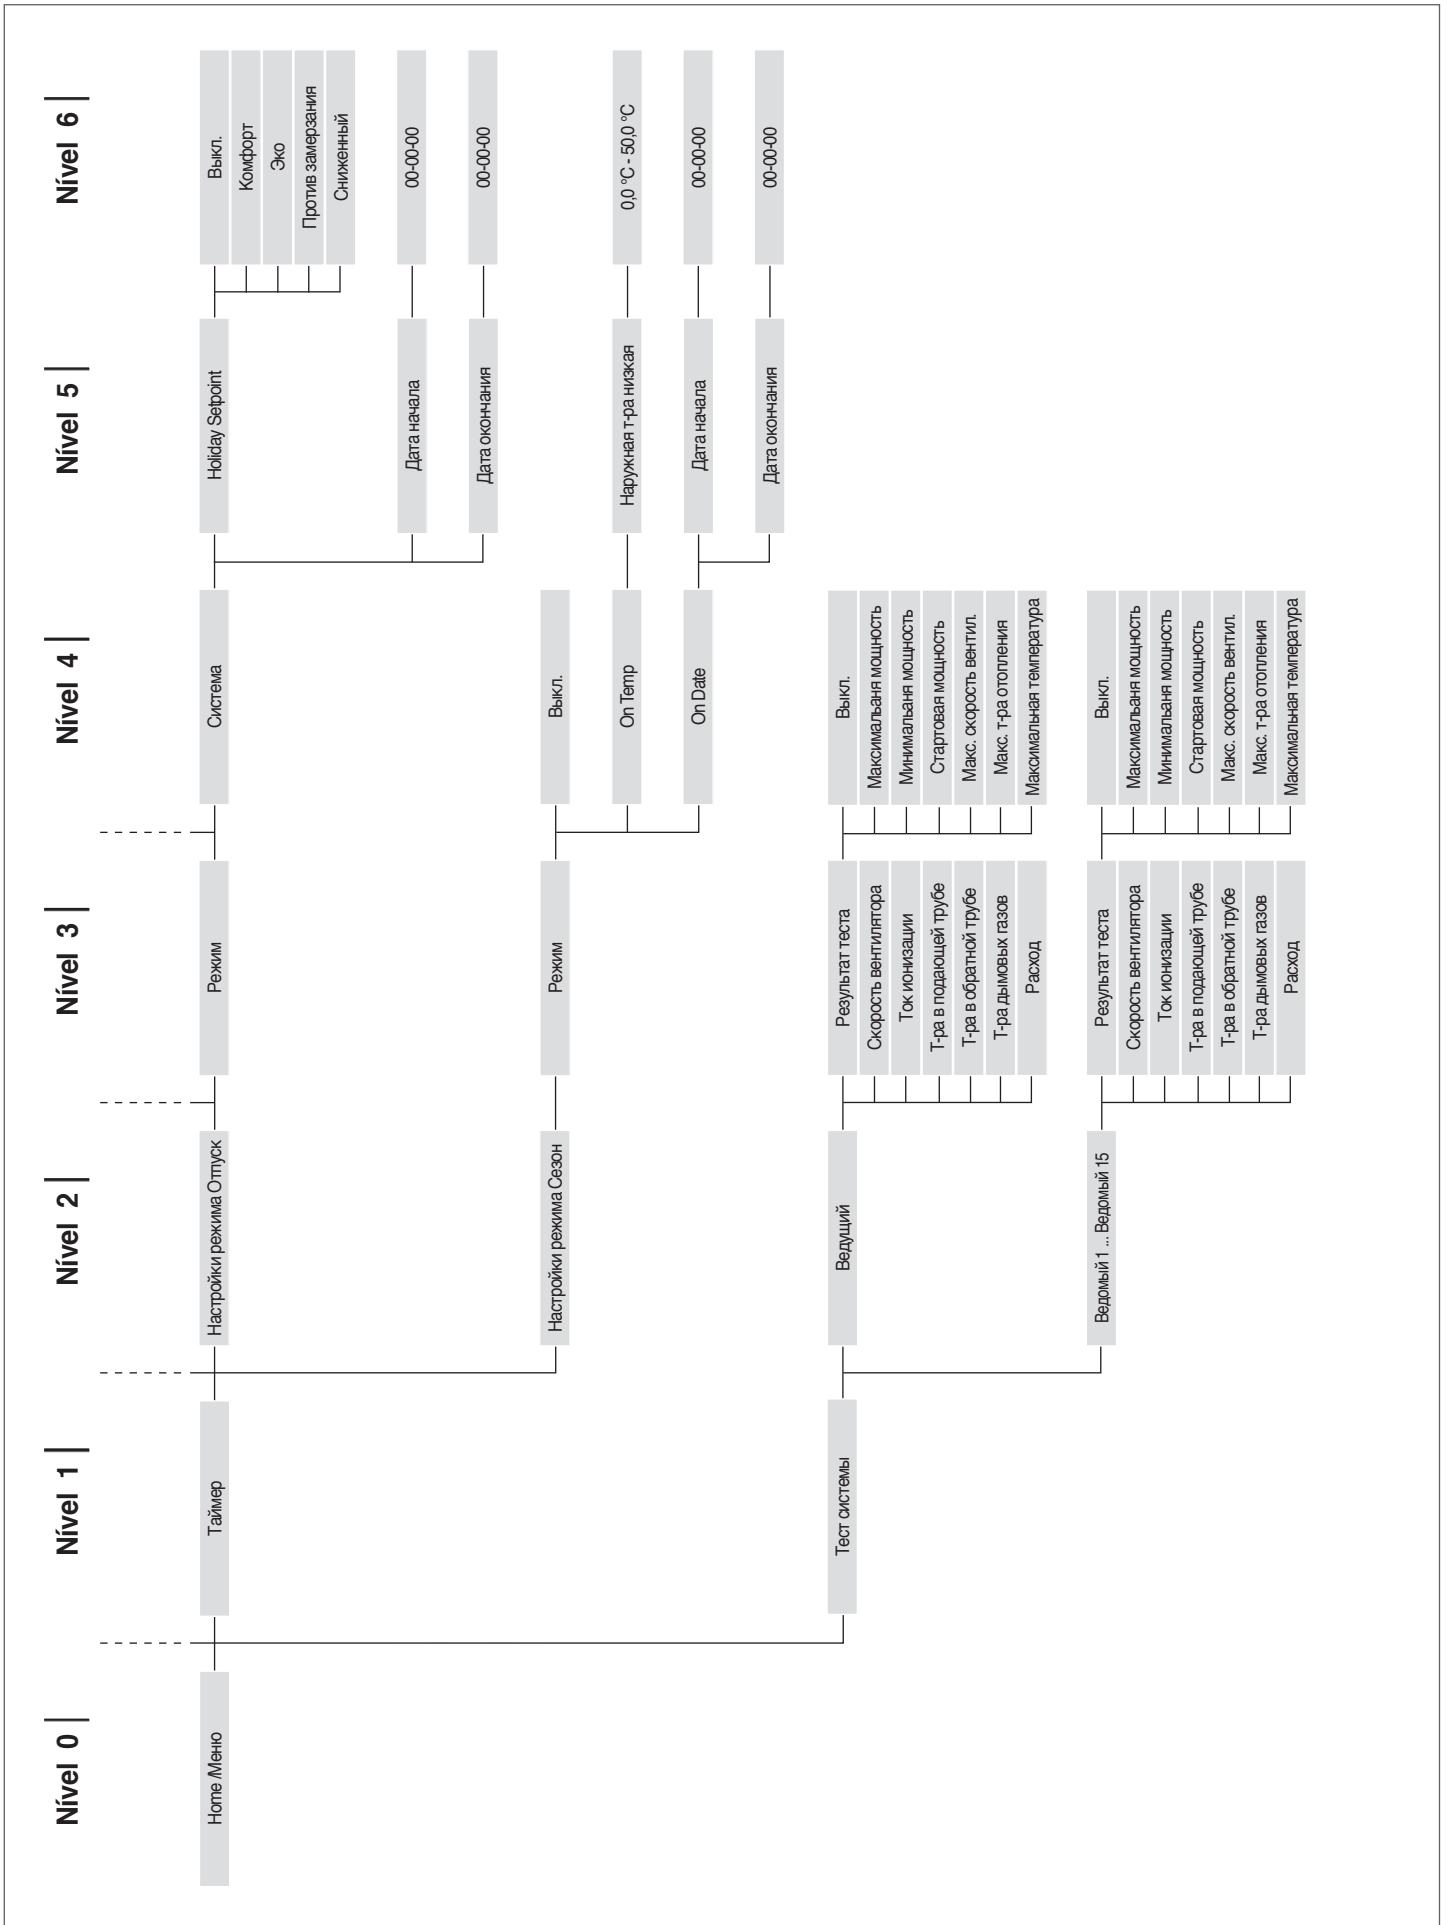 Nível 0
Nível 1
Nível 2
Nível 3
Nível 4
Nível 5
Nível 6
Home /Меню
Таймер
Настройки режима Отпуск
Режим
Система
Holiday Setpoint
Выкл.
Комфорт
Эко
Против замерзания
Сниженный
Дата начала
00-00-00
Дата окончания
00-00-00
Настройки режима Сезон
Режим
Выкл.
On Temp
Наружная т-ра низкая
0,0 °C - 50,0 °C
On Date
Дата начала
00-00-00
Дата окончания
00-00-00
Тест системы
Ведущий
Результат теста
Скорость вентилятора
Ток ионизации
Т-ра в подающей трубе
Т-ра в обратной трубе
Т-ра дымовых газов
Расход
Выкл.
Максимальаня мощность
Минимальаня мощность
Стартовая мощность
Макс. скорость вентил.
Макс. т-ра отопления
Максимальная температура
Ведомый 1 ... Ведомый 15
Результат теста
Скорость вентилятора
Ток ионизации
Т-ра в подающей трубе
Т-ра в обратной трубе
Т-ра дымовых газов
Расход
Выкл.
Максимальаня мощность
Минимальаня мощность
Стартовая мощность
Макс. скорость вентил.
Макс. т-ра отопления
Максимальная температура